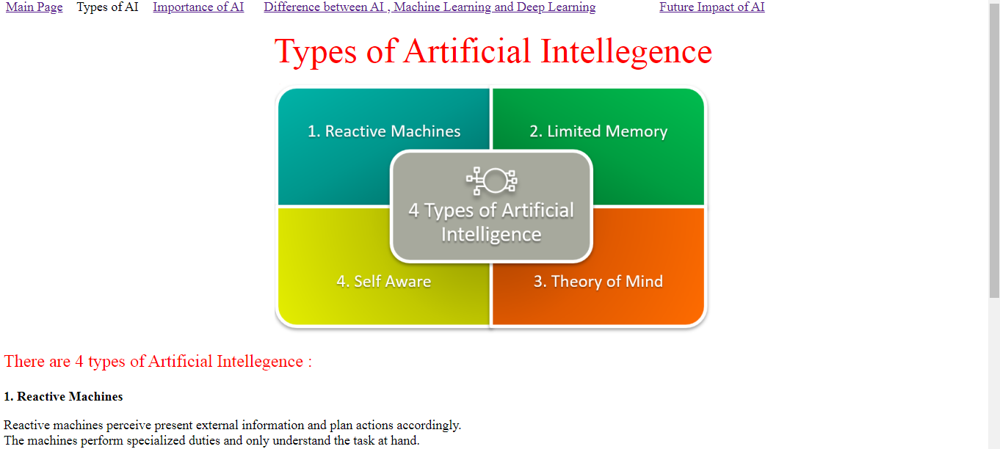 Main Page Types of AI Importance of AI Difference between AI , Machine Learning and Deep Learning Future Impact of AI
Types of Artificial Intellegence
1. Reactive Machines
2. Limited Memory
4 Types of Artificial
Intelligence
4. Self Aware
3. Theory of Mind
There are 4 types of Artificial Intellegence :
1. Reactive Machines
Reactive machines perceive present external information and plan actions accordingly.
The machines perform specialized duties and only understand the task at hand.